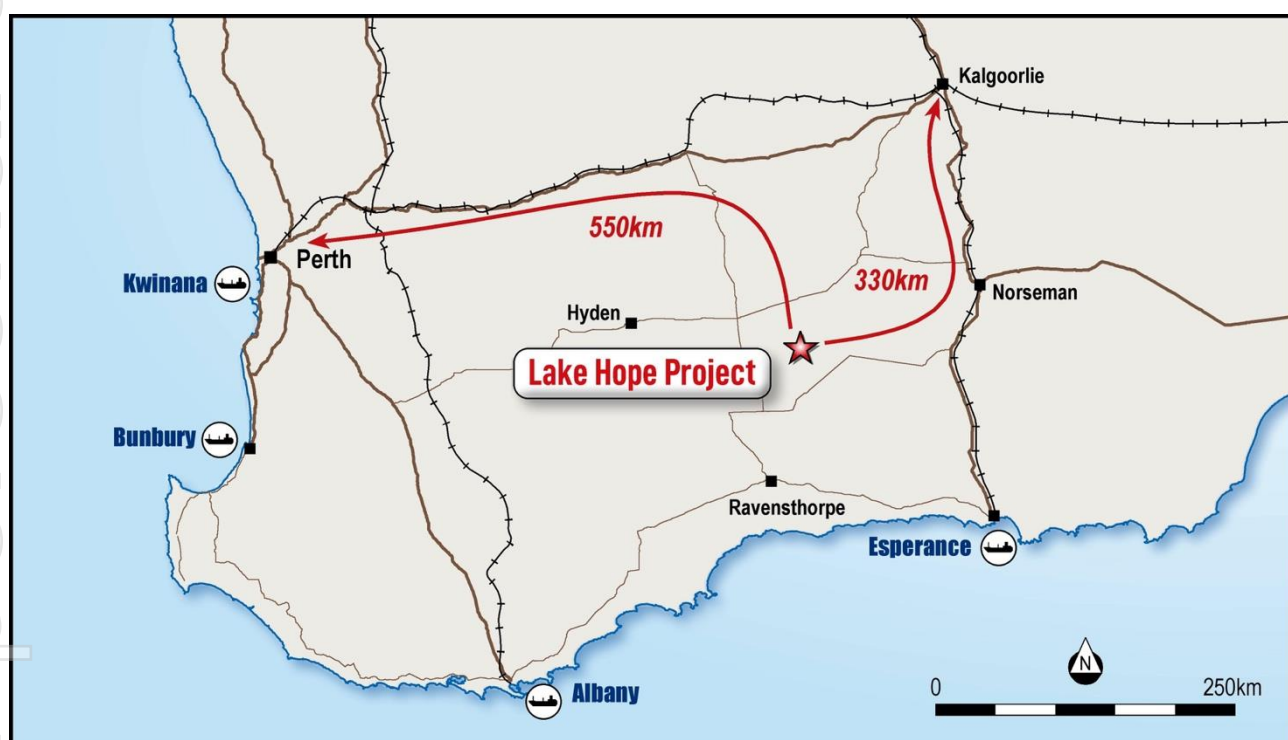 Kalgoorlie
550km
Perth
330km
Kwinana
Norseman
Hyden
Lake Hope Project
Bunbury
Ravensthorpe
Esperance
N
Albany
0 250km